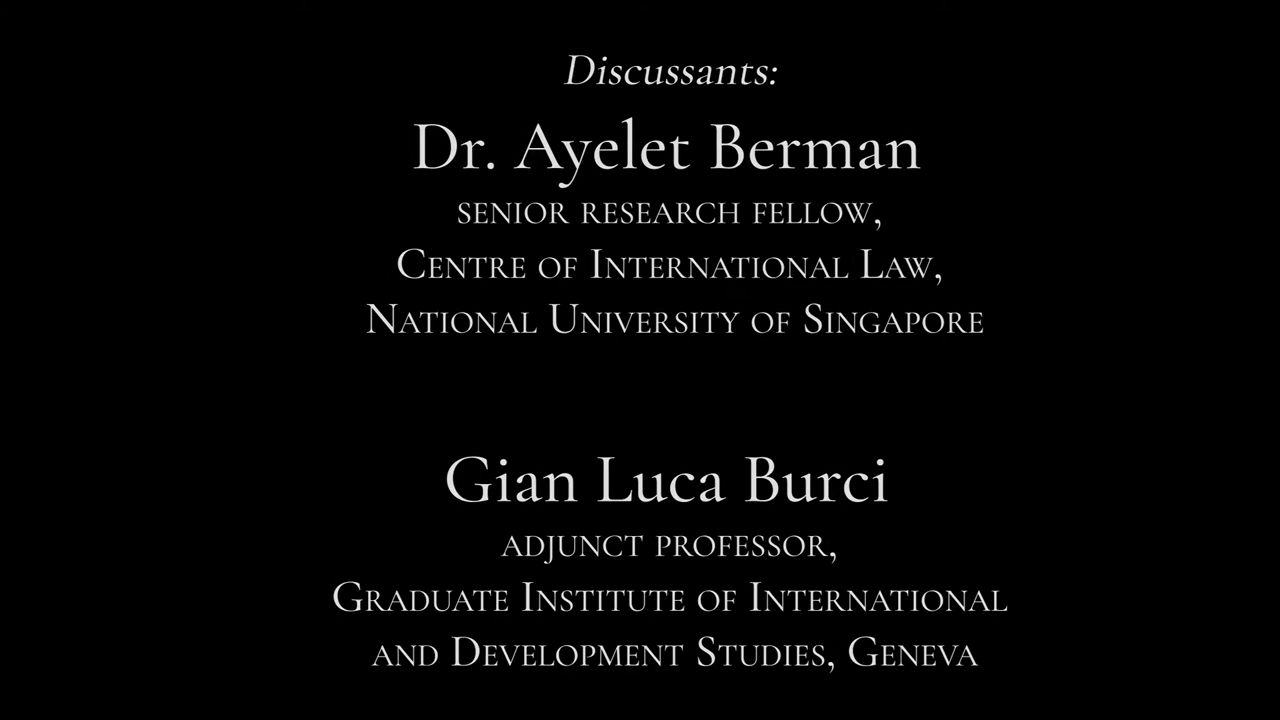 Discussants:
Dr. Ayelet Berman
senior research fellow,
Centre of International Law,
National University of Singapore
Gian Luca Burci
adjunct professor,
Graduate Institute of International
and Development Studies, Geneva